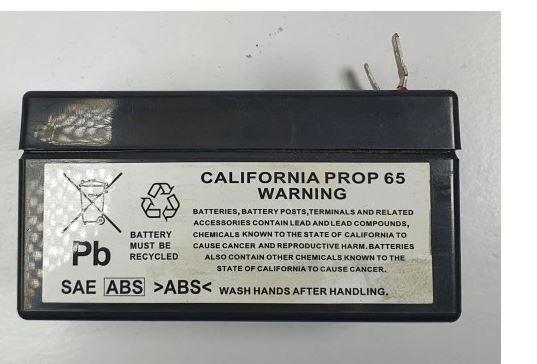 CALIFORNIA PROP 65
WARNING
BATTERIES, BATTERY POSTS, TERMINALS AND RELATED
ACCESSORIES CONTAIN LEAD AND LEAD COMPOUNDS,
CHEMICALS KNOWN TO THE STATE OF CALIFORNIA TO
CAUSE CANCER AND REPRODUCTIVE HARM. BATTERIES
ALSO CONTAIN OTHER CHEMICALS KNOWN TO THE
STATE OF CALIFORNIA TO CAUSE CANCER.
BATTERY
MUST BE
RECYCLED
Pb
SAE ABS >ABS< WASH HANDS AFTER HANDLING.